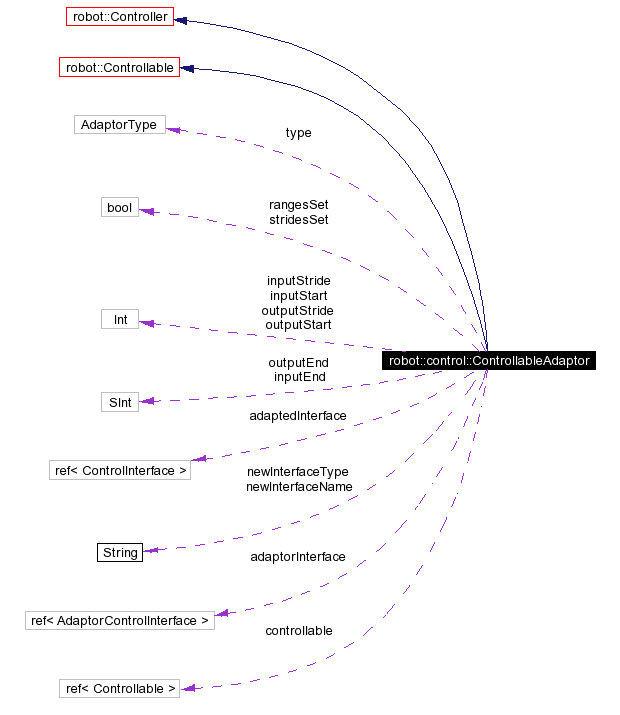 robot::Controller
robot::Controllable
AdaptorType
type
bool
rangesSet
stridesSet
Int
inputStride
inputStart
outputStride
outputStart
robot::control::ControllableAdaptor
SInt
outputEnd
inputEnd
adaptedInterface
ref< ControlInterface >
newInterfaceType
newInterfaceName
String
adaptorInterface
ref< AdaptorControlInterface >
controllable
ref< Controllable >